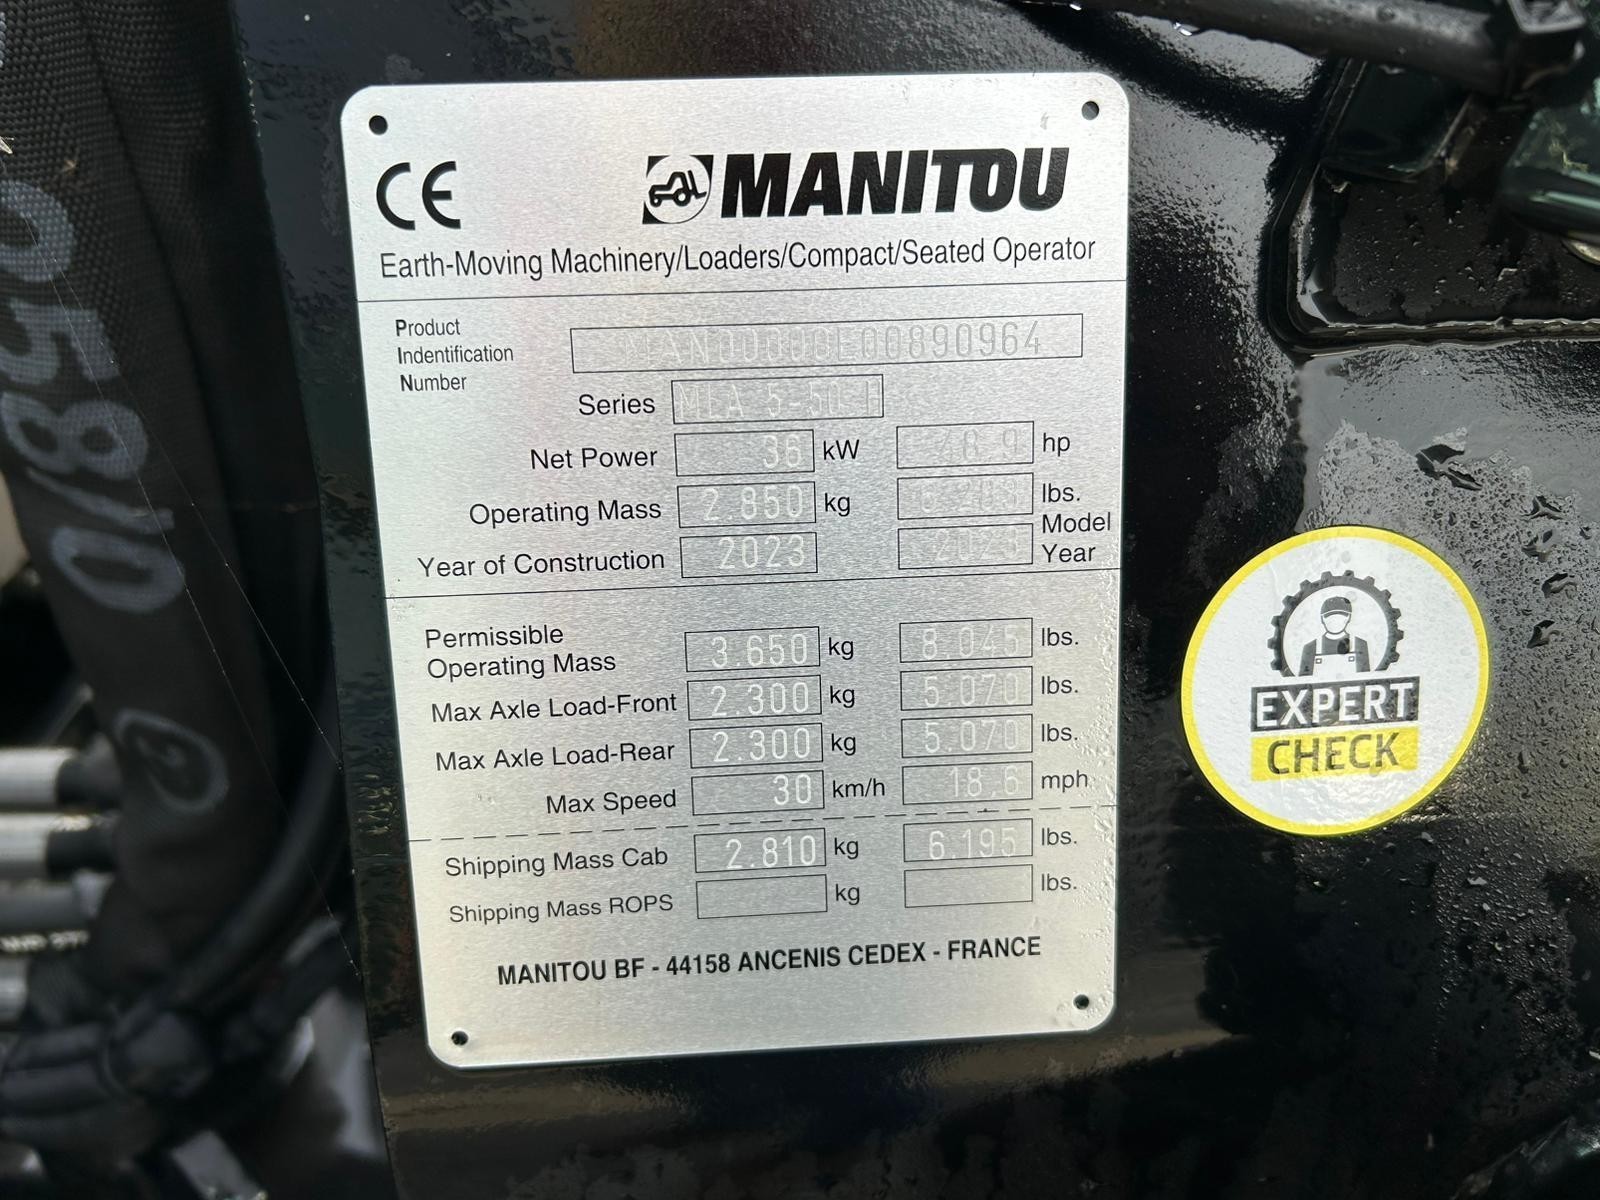 CE MANITOU
Earth-Moving Machinery/Loaders/Compact/Seated Operator
Product
Indentification
Number
MAN00000E00890964
Series MLA 5-50 H
Net Power 36 kW 48.9 hp
Operating Mass 2.850 kg lbs.
Year of Construction 2023 2023 Model
Year
Permissible
Operating Mass 3.650 kg 8.045 lbs.
Max Axle Load-Front 2.300 kg 5.070 lbs.
Max Axle Load-Rear 2.300 kg 5.070 lbs.
Max Speed 30 km/h 18,6 mph
Shipping Mass Cab 2.810 kg 6.195 lbs.
Shipping Mass ROPS kg lbs.
MANITOU BF - 44158 ANCENIS CEDEX - FRANCE
EXPERT
CHECK